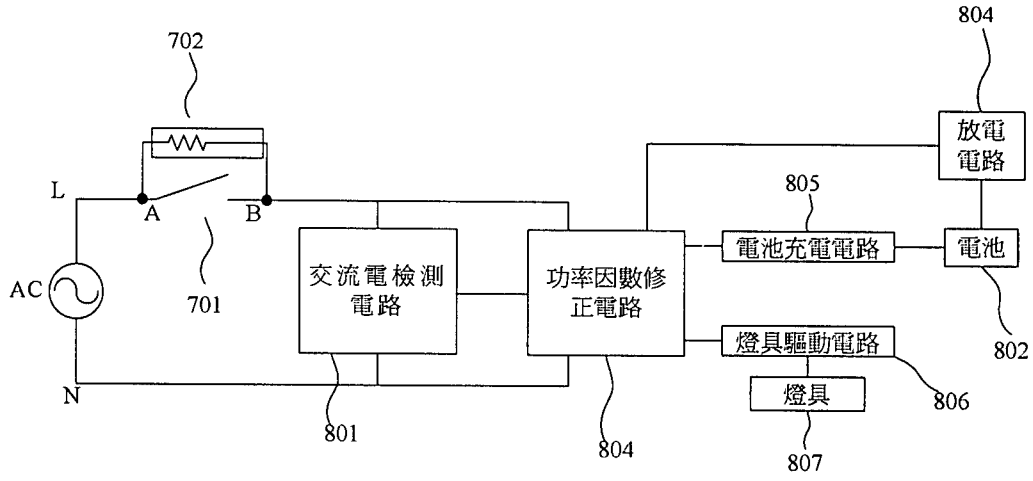 804
702
放電
電路
L
A
B
805
電池充電電路
電池
交流電檢測
電路
功率因數修
正電路
AC
701
燈具驅動電路
802
N
燈具
806
801
804
807